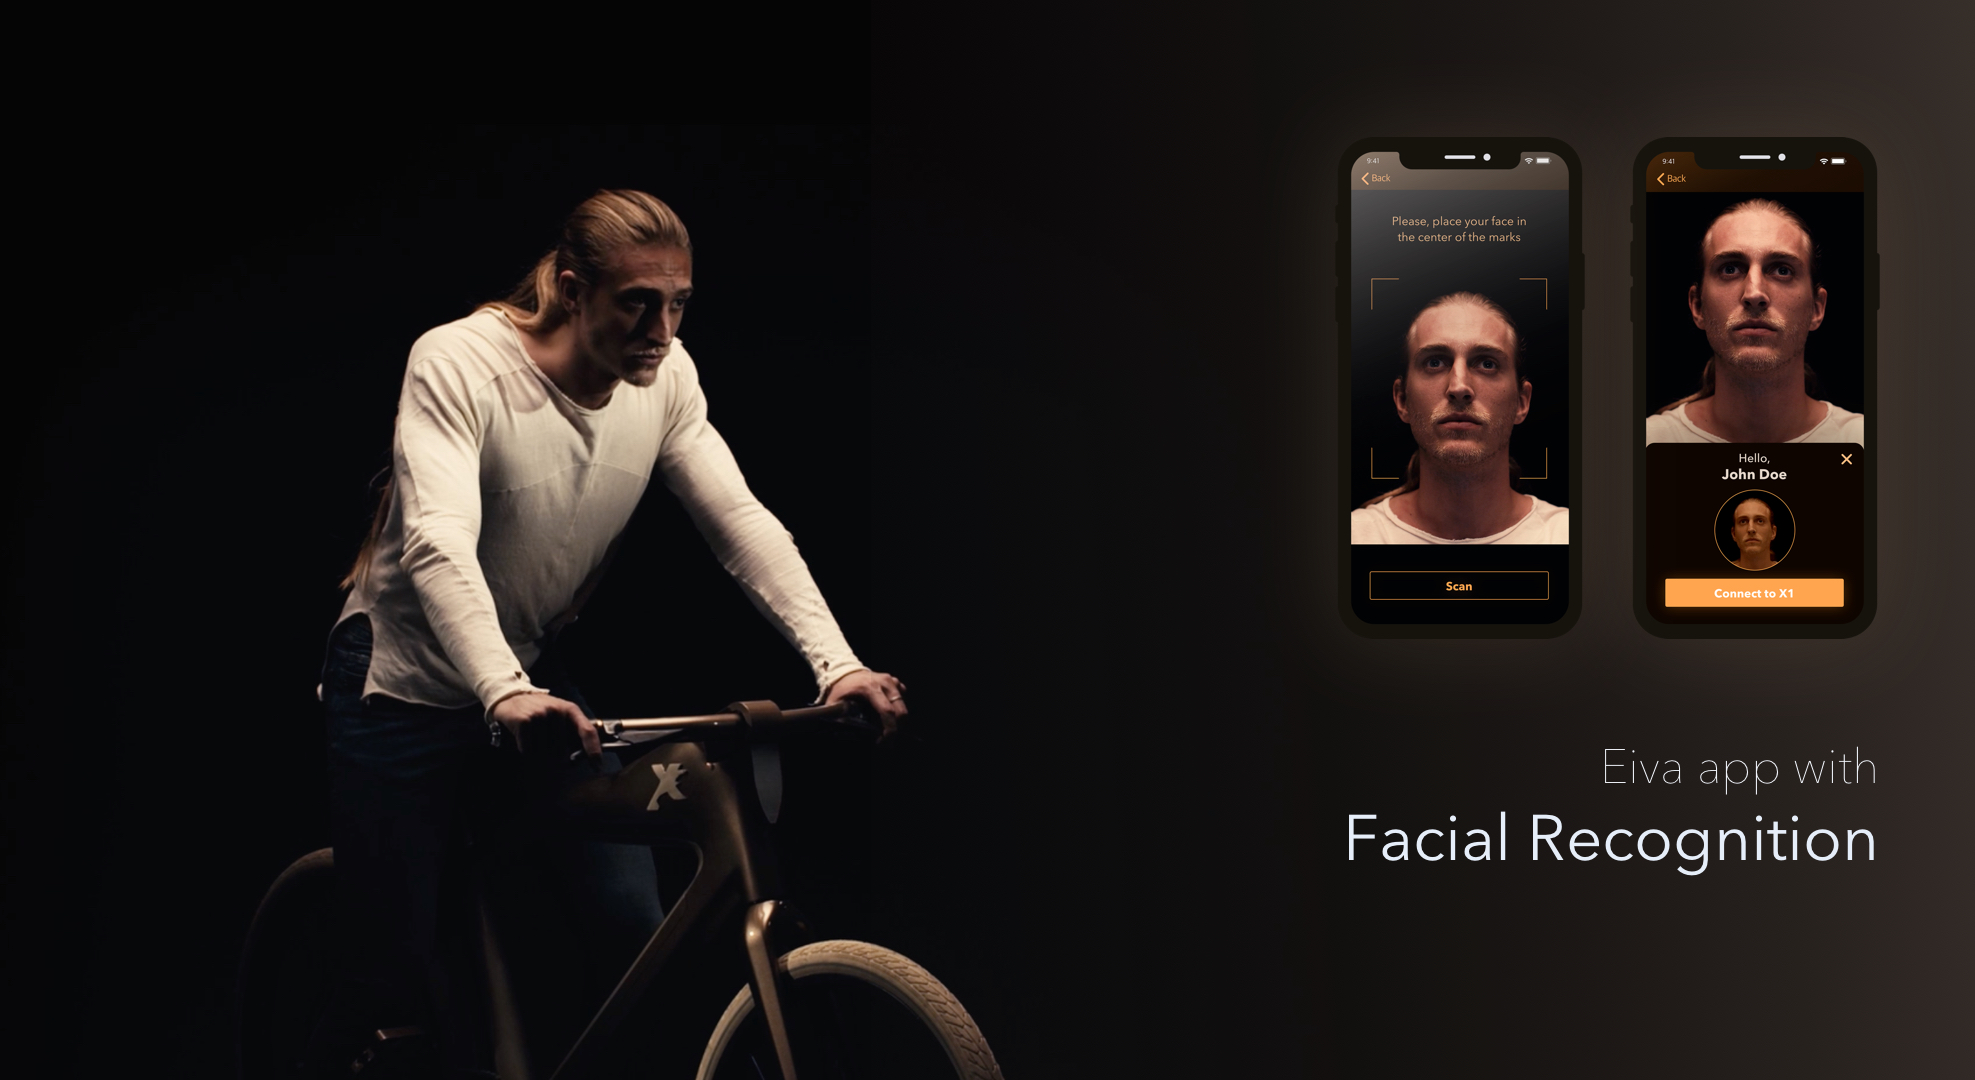 9:41
Back
Please, place your face in
the center of the marks
Scan
9:41
Back
Hello,
John Doe
Connect to X1
Eiva app with
Facial Recognition